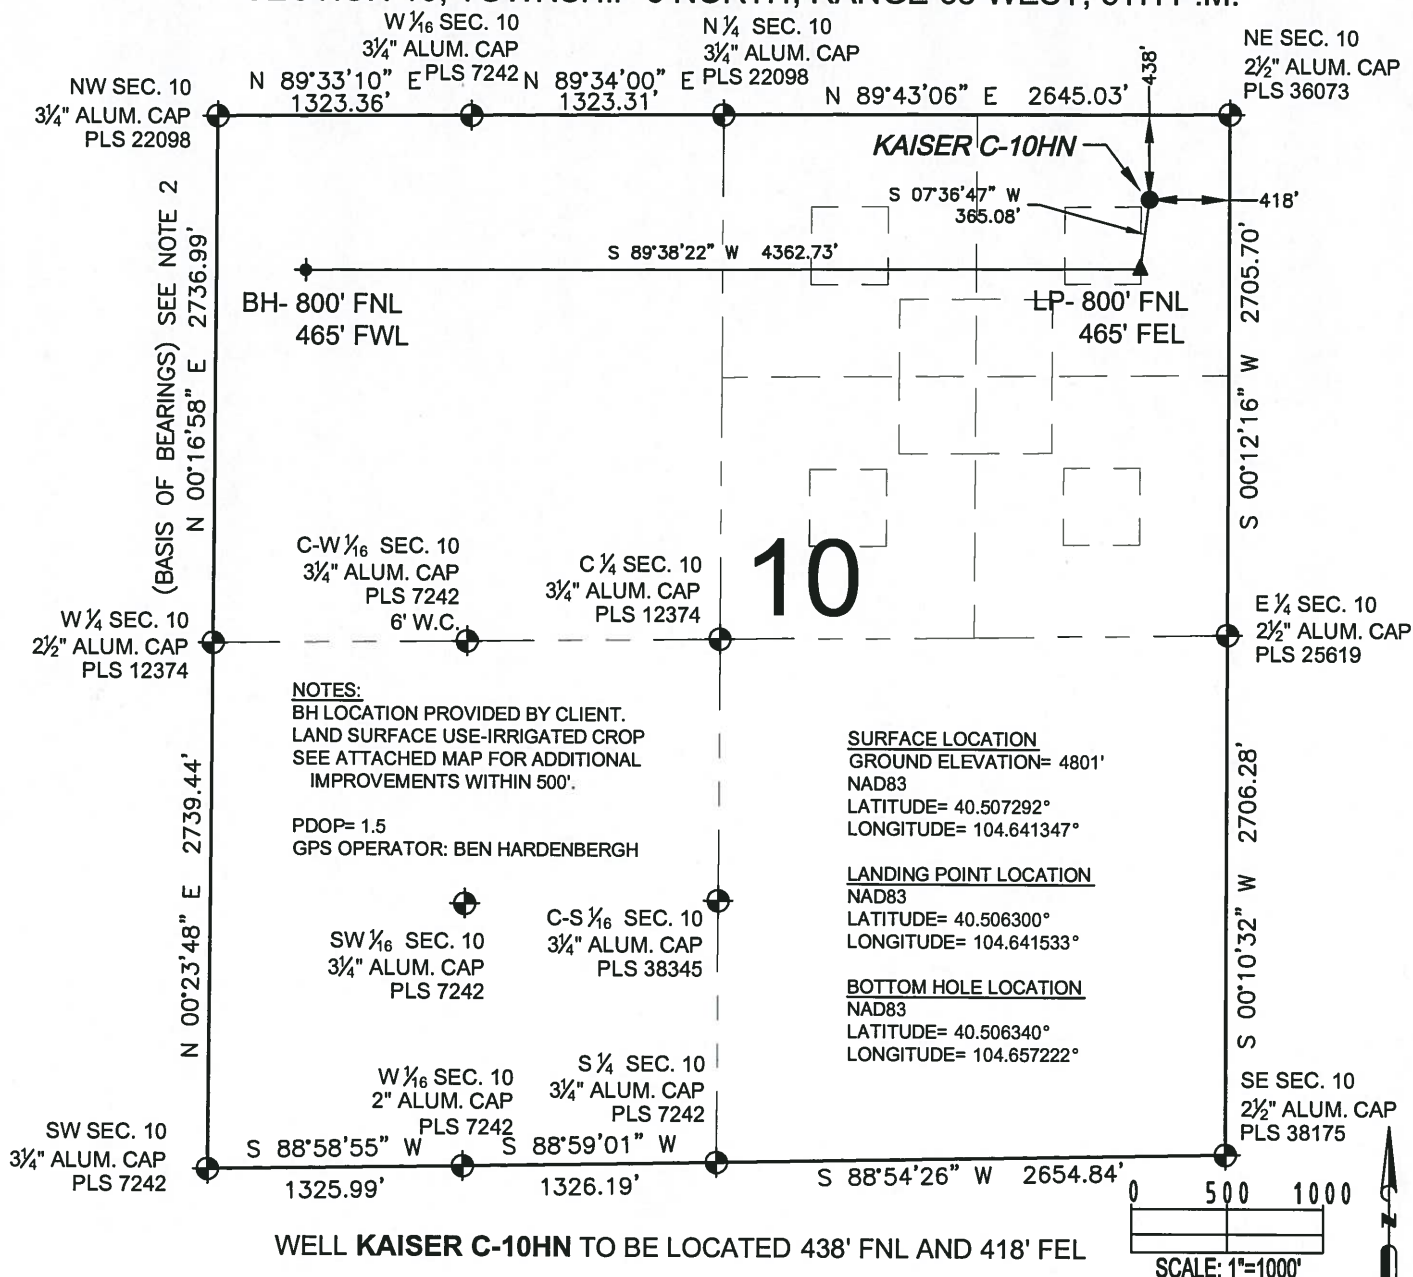 W 1/16 SEC. 10
3¼" ALUM. CAP
PLS 7242
N ¼ SEC. 10
3¼" ALUM. CAP
PLS 22098
NE SEC. 10
2½" ALUM. CAP
PLS 36073
NW SEC. 10
3¼" ALUM. CAP
PLS 22098
N 89°33'10" E
1323.36'
N 89°34'00" E
1323.31'
N 89°43'06" E 2645.03'
438'
KAISER C-10HN
S 07°36'47" W
365.08'
418'
S 89°38'22" W 4362.73'
BH- 800' FNL
465' FWL
LP- 800' FNL
465' FEL
(BASIS OF BEARINGS) SEE NOTE 2
N 00°16'58" E 2736.99'
S 00°12'16" W 2705.70'
C-W 1/16 SEC. 10
3¼" ALUM. CAP
PLS 7242
6' W.C.
C ¼ SEC. 10
3¼" ALUM. CAP
PLS 12374
10
W ¼ SEC. 10
2½" ALUM. CAP
PLS 12374
E ¼ SEC. 10
2½" ALUM. CAP
PLS 25619
NOTES:
BH LOCATION PROVIDED BY CLIENT.
LAND SURFACE USE-IRRIGATED CROP
SEE ATTACHED MAP FOR ADDITIONAL
IMPROVEMENTS WITHIN 500'.
PDOP= 1.5
GPS OPERATOR: BEN HARDENBERGH
SURFACE LOCATION
GROUND ELEVATION= 4801'
NAD83
LATITUDE= 40.507292°
LONGITUDE= 104.641347°
LANDING POINT LOCATION
NAD83
LATITUDE= 40.506300°
LONGITUDE= 104.641533°
BOTTOM HOLE LOCATION
NAD83
LATITUDE= 40.506340°
LONGITUDE= 104.657222°
N 00°23'48" E 2739.44'
S 00°10'32" W 2706.28'
SW 1/16 SEC. 10
3¼" ALUM. CAP
PLS 7242
C-S 1/16 SEC. 10
3¼" ALUM. CAP
PLS 38345
W 1/16 SEC. 10
2" ALUM. CAP
PLS 7242
S ¼ SEC. 10
3¼" ALUM. CAP
PLS 7242
SE SEC. 10
2½" ALUM. CAP
PLS 38175
SW SEC. 10
3¼" ALUM. CAP
PLS 7242
S 88°58'55" W
1325.99'
S 88°59'01" W
1326.19'
S 88°54'26" W 2654.84'
0 500 1000
SCALE: 1"=1000'
N
WELL KAISER C-10HN TO BE LOCATED 438' FNL AND 418' FEL